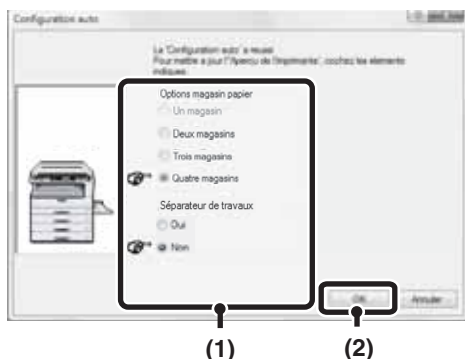 Configuration auto
La 'Configuration auto' a réussi
Pour mettre à jour l''Aperçu de l'imprimante', cochez les éléments
indiqués.
Options magasin papier
Un magasin
Deux magasins
Trois magasins
Quatre magasins
Séparateur de travaux
Oui
Non
OK
Annuler
(1)
(2)